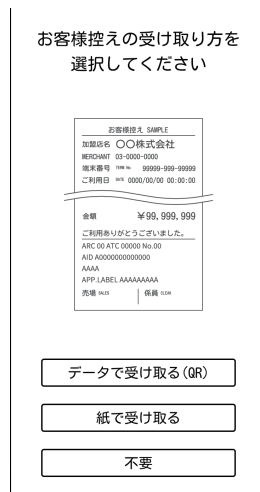 お客様控えの受け取り方を
選択してください
お客様控え SAMPLE
加盟店名 〇〇株式会社
MERCHANT 03-0000-0000
端末番号 TERM No. 99999-999-99999
ご利用日 DATE 0000/00/00 00:00:00
金額 ￥99,999,999
ご利用ありがとうございました。
ARC 00 ATC 00000 No.00
AID A0000000000000
AAAA
APP.LABEL AAAAAAAAA
売場 SALES 係員 CLERK
データで受け取る(QR)
紙で受け取る
不要